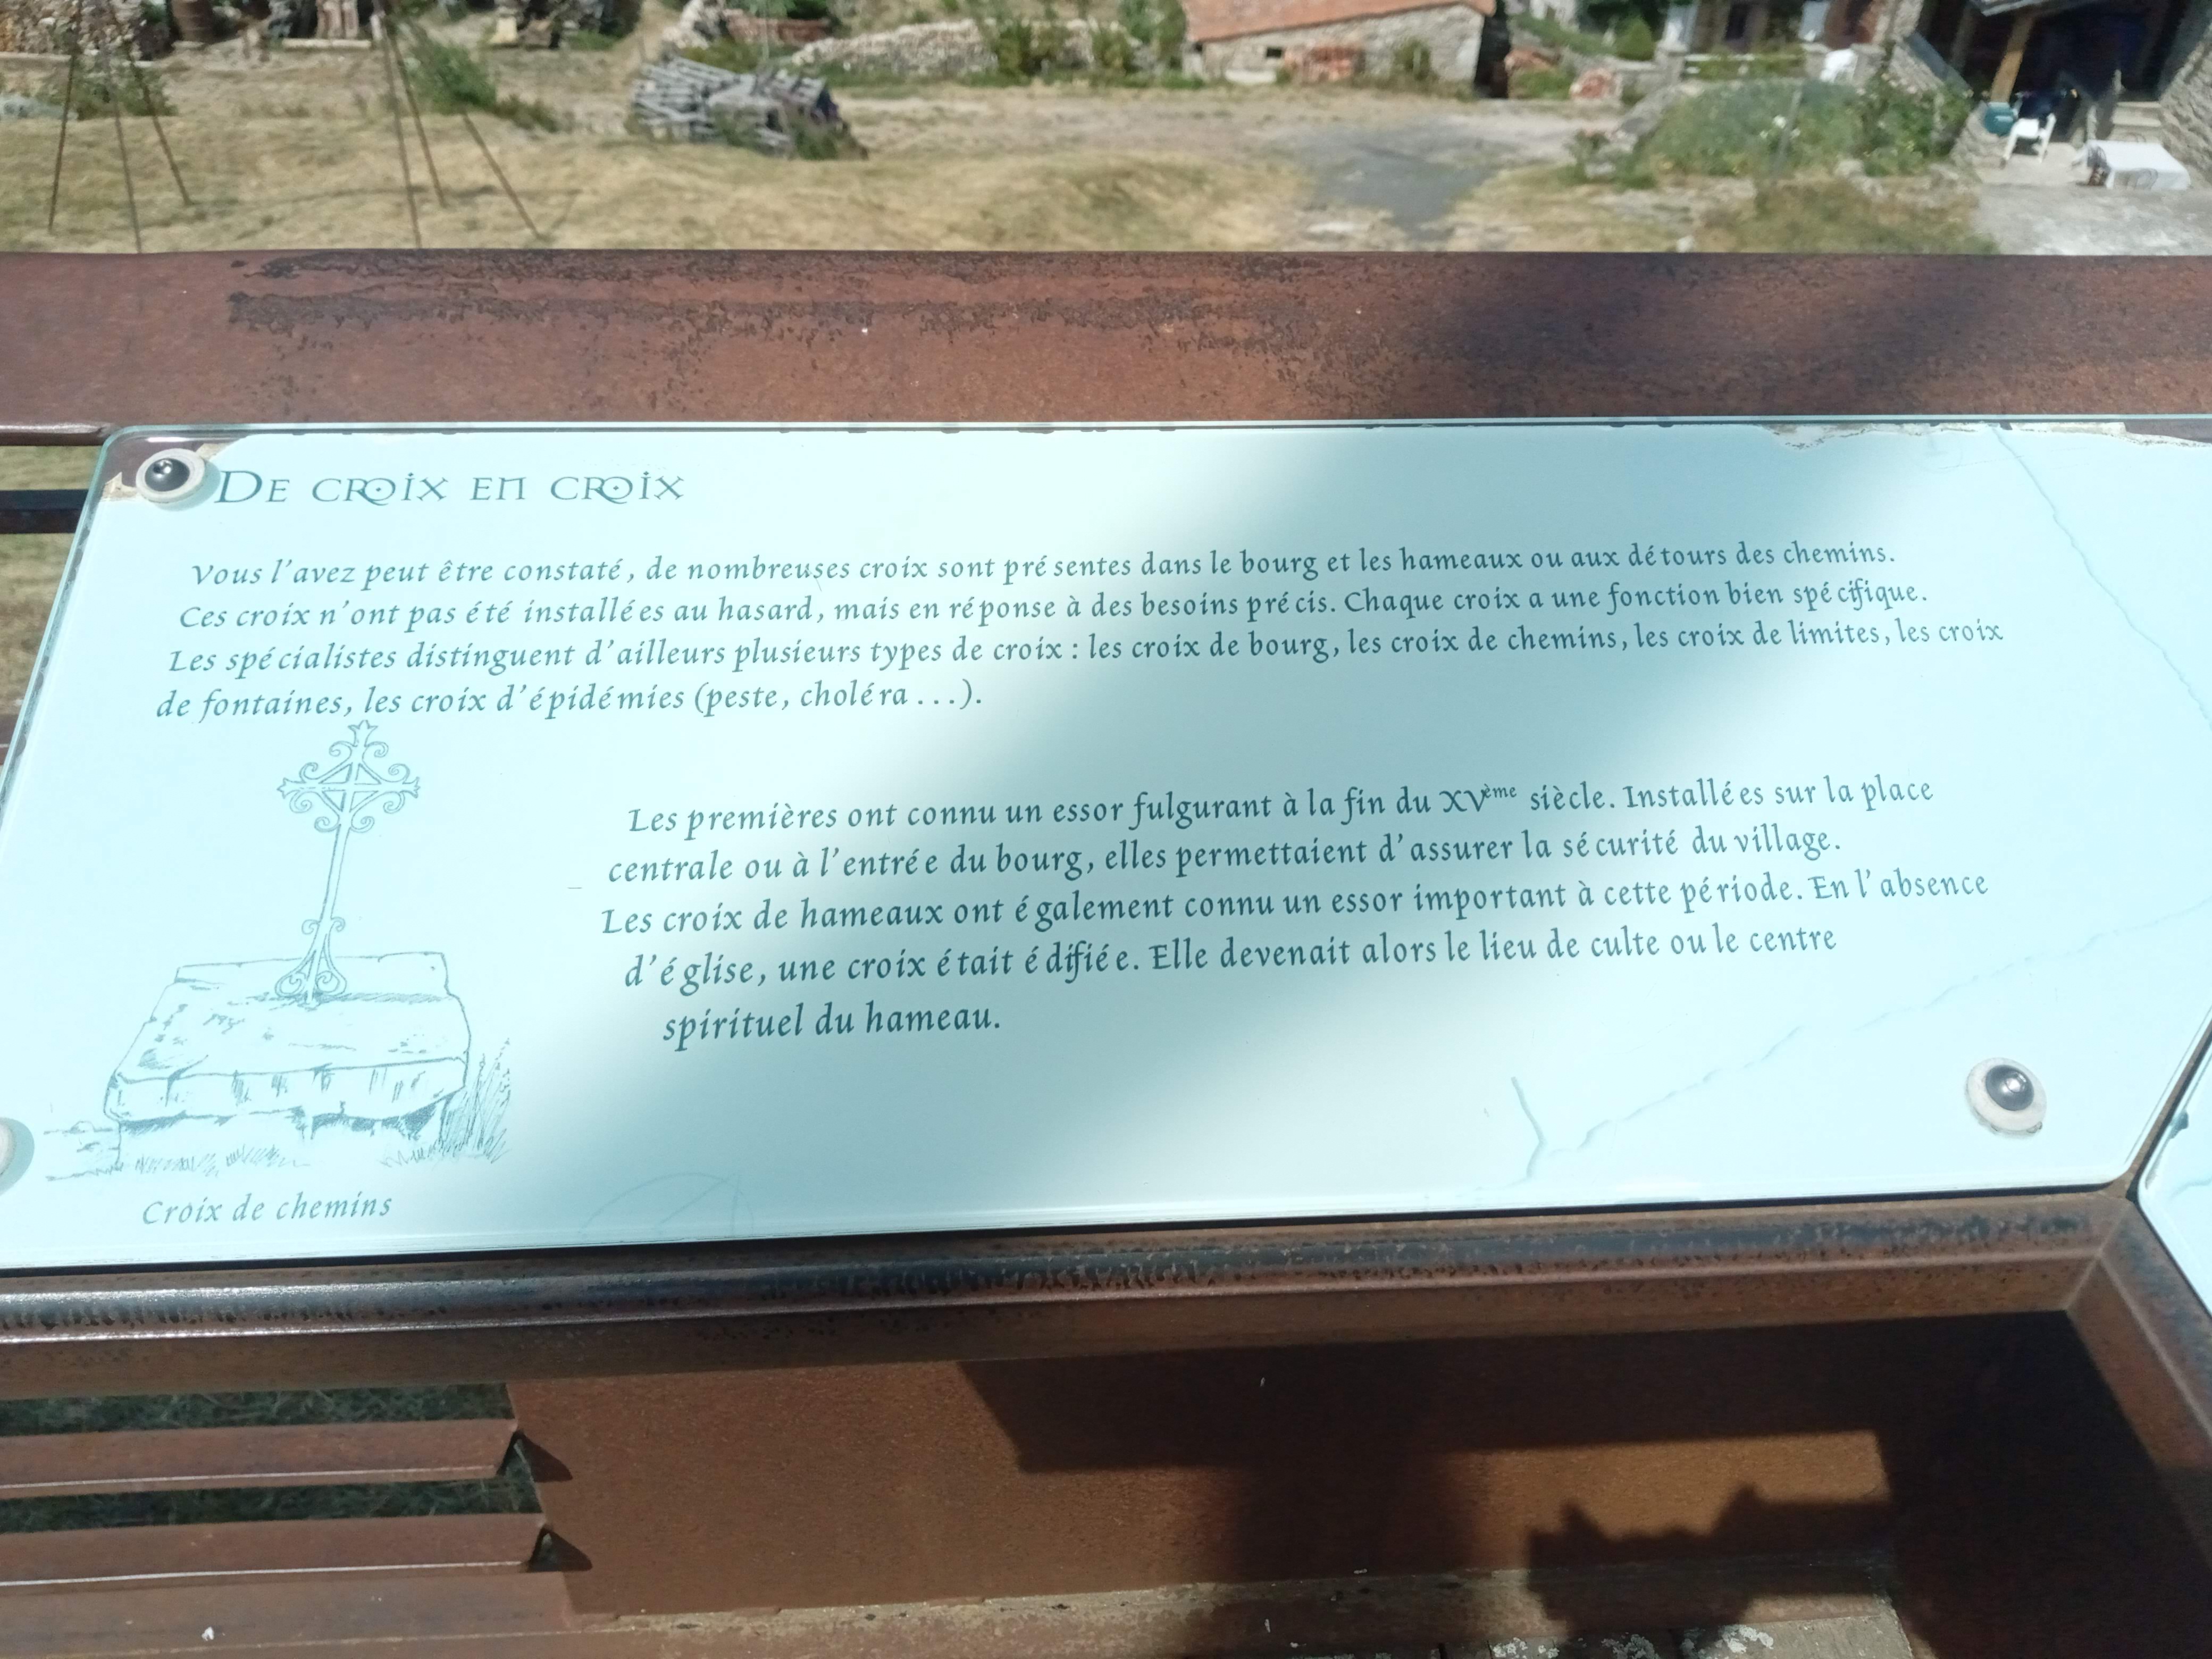 De croix en croix
Vous l'avez peut être constaté, de nombreuses croix sont présentes dans le bourg et les hameaux ou aux détours des chemins.
Ces croix n'ont pas été installées au hasard, mais en réponse à des besoins précis. Chaque croix a une fonction bien spécifique.
Les spécialistes distinguent d'ailleurs plusieurs types de croix : les croix de bourg, les croix de chemins, les croix de limites, les croix
de fontaines, les croix d'épidémies (peste, choléra ...).
Les premières ont connu un essor fulgurant à la fin du XVème siècle. Installées sur la place
centrale ou à l'entrée du bourg, elles permettaient d'assurer la sécurité du village.
Les croix de hameaux ont également connu un essor important à cette période. En l'absence
d'église, une croix était édifiée. Elle devenait alors le lieu de culte ou le centre
spirituel du hameau.
Croix de chemins